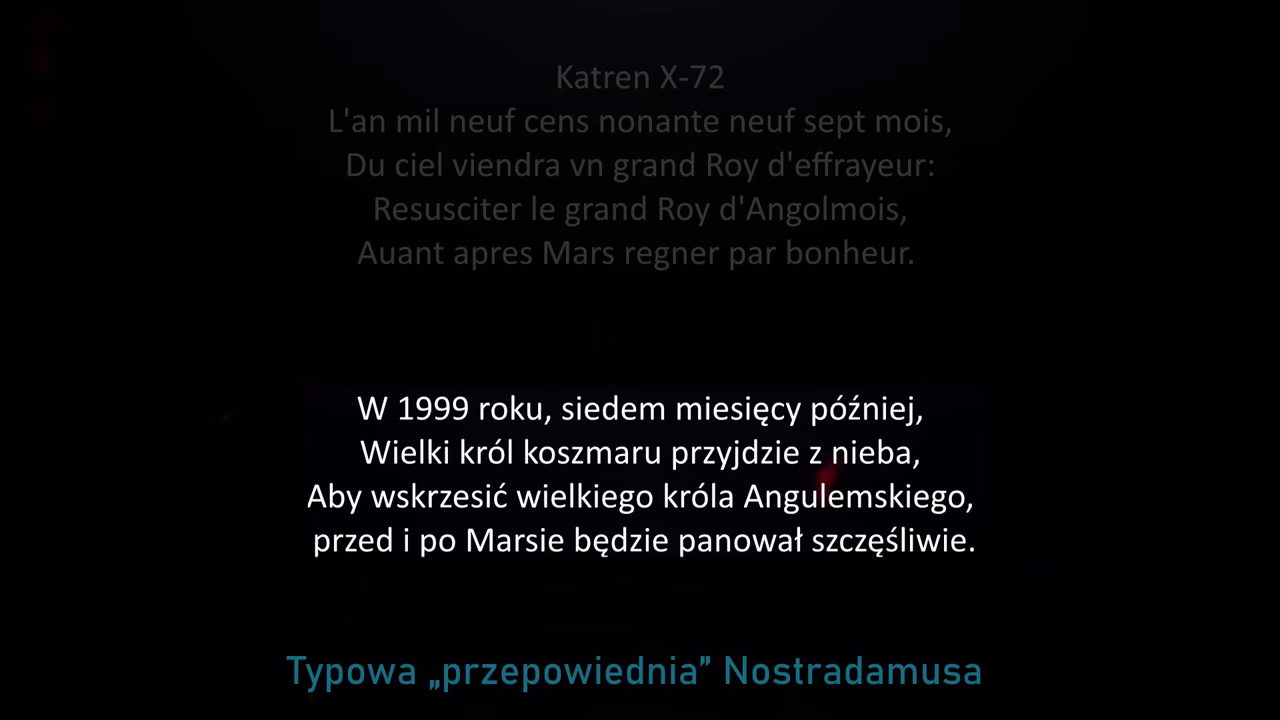 Katren X-72
L'an mil neuf cens nonante neuf sept mois,
Du ciel viendra vn grand Roy d'effrayeur:
Resusciter le grand Roy d'Angolmois,
Auant apres Mars regner par bonheur.
W 1999 roku, siedem miesięcy później,
Wielki król koszmaru przyjdzie z nieba,
Aby wskrzesić wielkiego króla Angulemskiego,
przed i po Marsie będzie panował szczęśliwie.
Typowa „przepowiednia” Nostradamusa